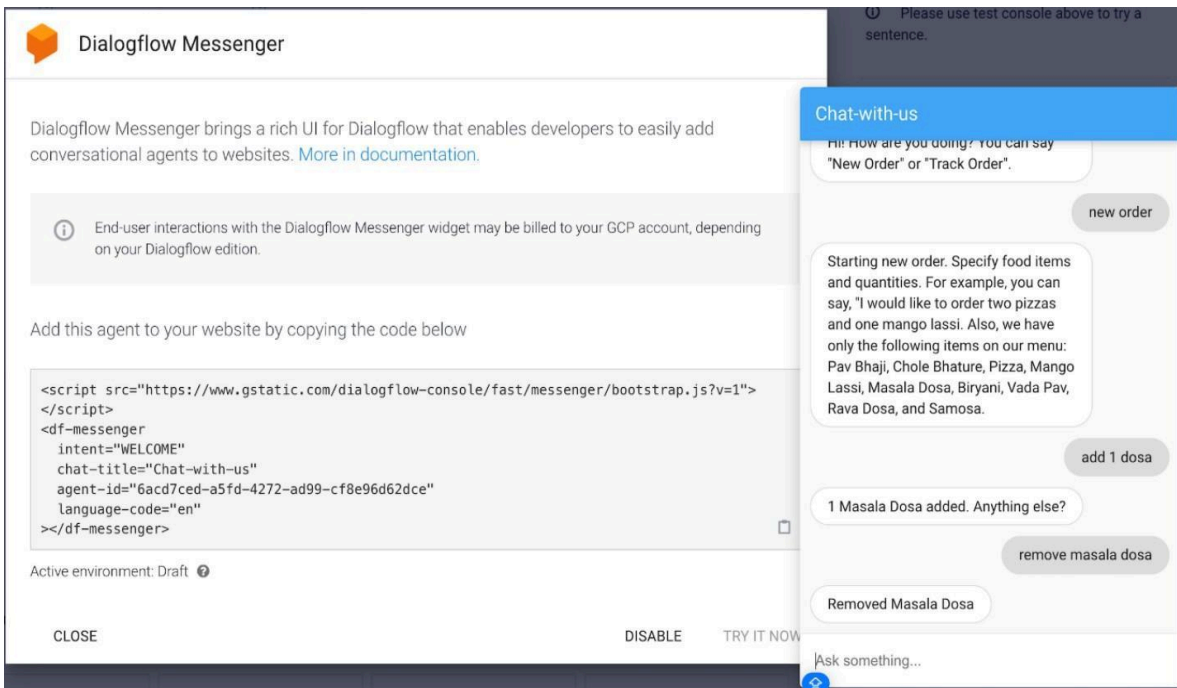 Please use test console above to try a
sentence.
Dialogflow Messenger
Dialogflow Messenger brings a rich UI for Dialogflow that enables developers to easily add
conversational agents to websites. More in documentation.
End-user interactions with the Dialogflow Messenger widget may be billed to your GCP account, depending
on your Dialogflow edition.
Add this agent to your website by copying the code below
<script src="https://www.gstatic.com/dialogflow-console/fast/messenger/bootstrap.js?v=1">
</script>
<df-messenger
intent="WELCOME"
chat-title="Chat-with-us"
agent-id="6acd7ced-a5fd-4272-ad99-cf8e96d62dce"
language-code="en"
></df-messenger>
Active environment: Draft
CLOSE
DISABLE
TRY IT NOW
Chat-with-us
Hi! How are you doing? You can say
"New Order" or "Track Order".
new order
Starting new order. Specify food items
and quantities. For example, you can
say, "I would like to order two pizzas
and one mango lassi. Also, we have
only the following items on our menu:
Pav Bhaji, Chole Bhature, Pizza, Mango
Lassi, Masala Dosa, Biryani, Vada Pav,
Rava Dosa, and Samosa.
add 1 dosa
1 Masala Dosa added. Anything else?
remove masala dosa
Removed Masala Dosa
Ask something...